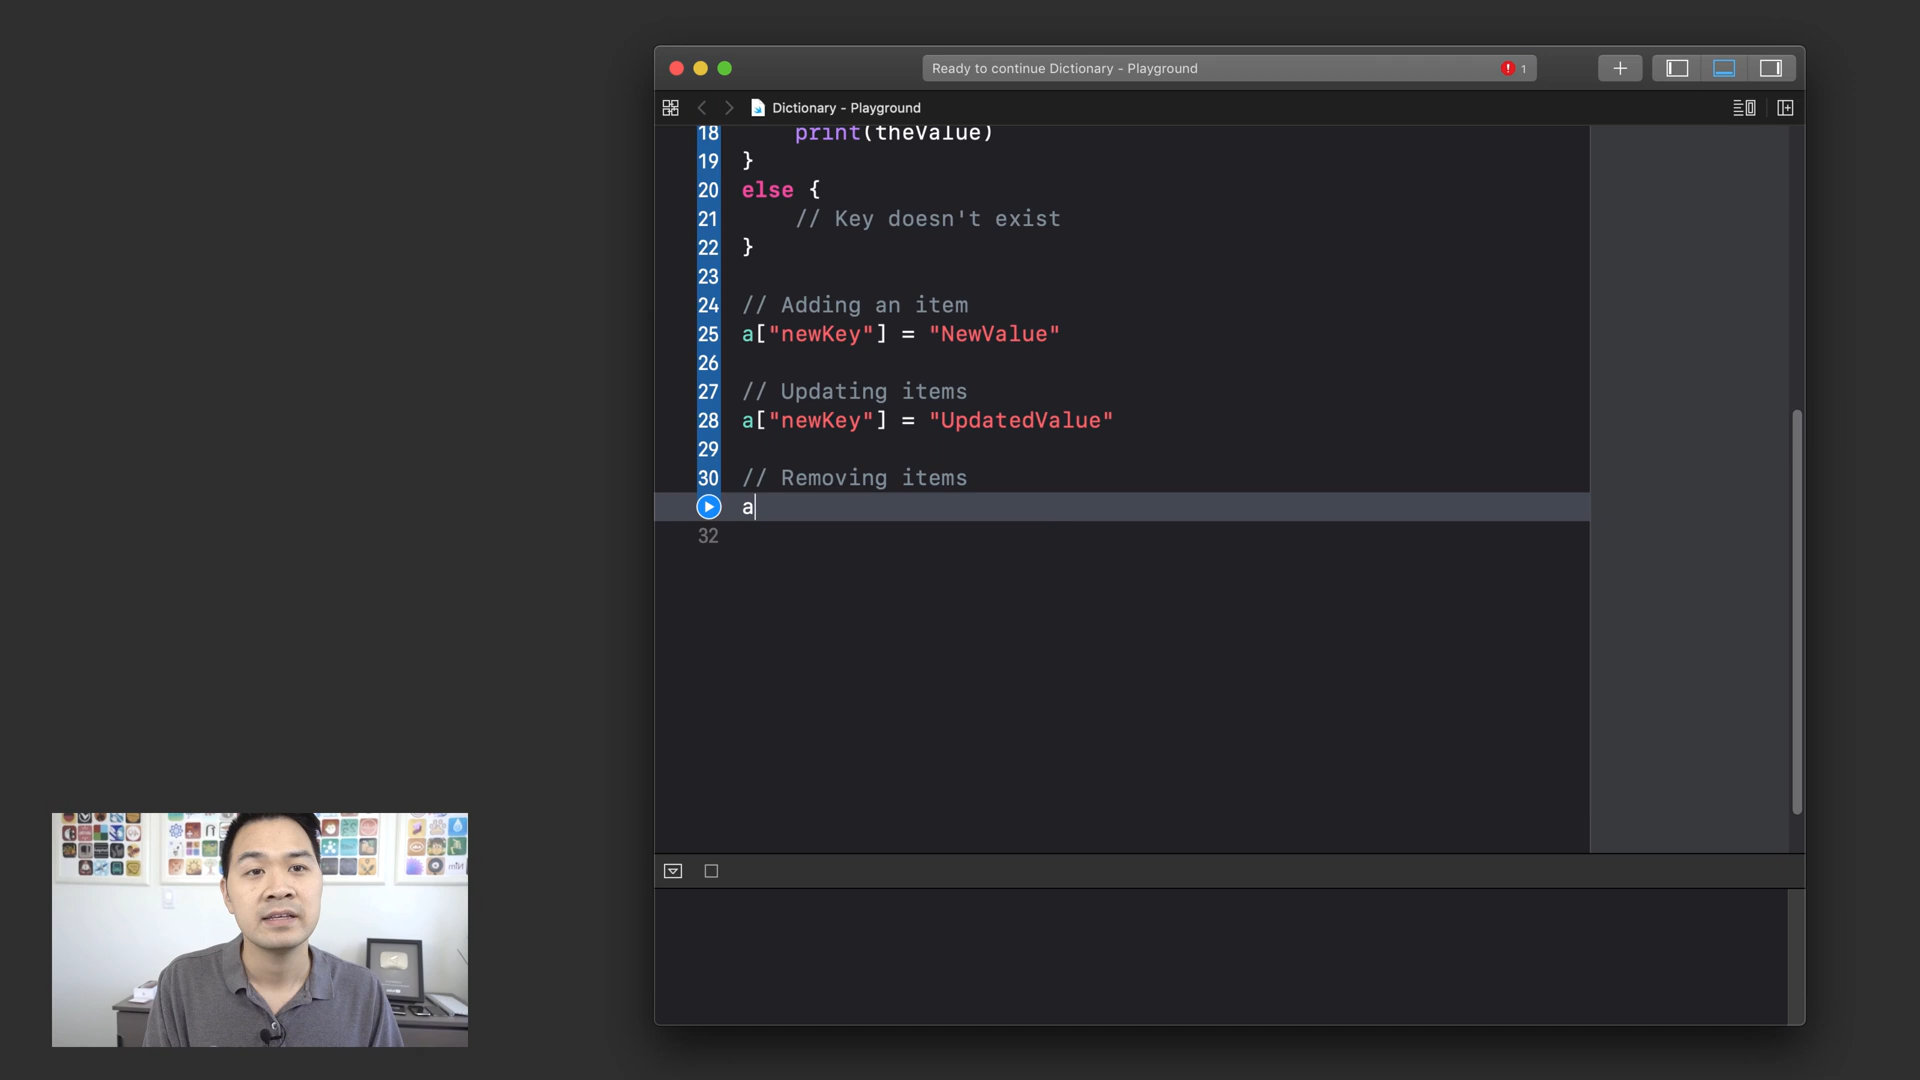 Ready to continue Dictionary - Playground
1
Dictionary - Playground
18 print(theValue)
19 }
20 else {
21 // Key doesn't exist
22 }
23
24 // Adding an item
25 a["newKey"] = "NewValue"
26
27 // Updating items
28 a["newKey"] = "UpdatedValue"
29
30 // Removing items
a
32